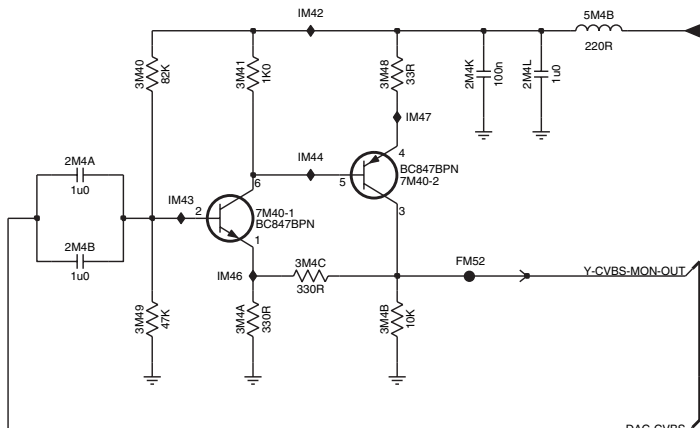 IM42
5M4B
220R
3M40
82K
3M41
1K0
3M48
33R
2M4K
100n
2M4L
1u0
IM47
2M4A
1u0
IM44
4
BC847BPN
7M40-2
5
6
3
IM43
2
7M40-1
BC847BPN
1
2M4B
1u0
IM46
3M4C
330R
FM52
Y-CVBS-MON-OUT
3M49
47K
3M4A
330R
3M4B
10K
DAC-CVBS